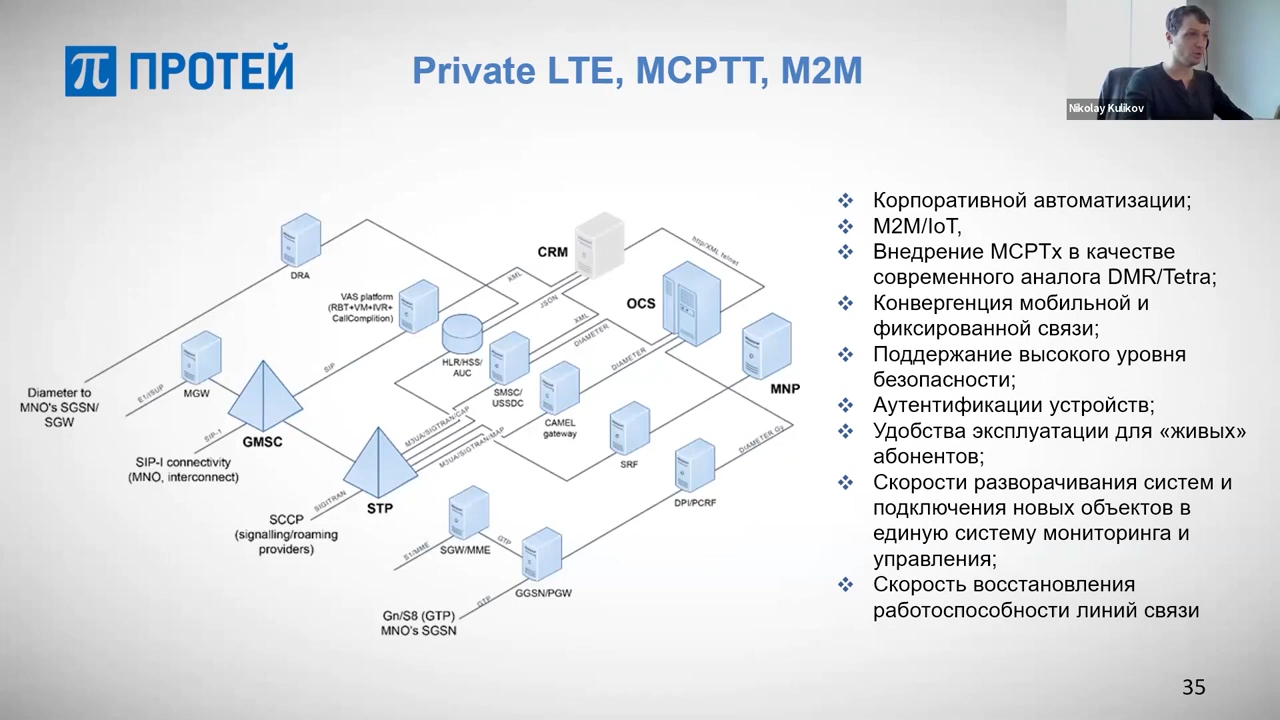 π ПРОТЕЙ
Private LTE, MCPTT, M2M
Nikolay Kulikov
DRA
CRM
http/XML telnet
VAS platform
(RBT+VM+IVR+
CallComplition)
XML
JSON
OCS
XML
DIAMETER
HLR/HSS/
AUC
SIP
SMSC/
USSDC
DIAMETER
MNP
MGW
E1/ISUP
Diameter to
MNO's SGSN/
SGW
CAMEL
gateway
GMSC
SIP-1
M3UA/SIGTRAN/CAP
M3UA/SIGTRAN/MAP
SRF
DIAMETER Gy
SIP-I connectivity
(MNO, interconnect)
STP
SIGITRAN
DPI/PCRF
SCCP
(signalling/roaming
providers)
SGW/MME
S1/MME
GTP
GGSN/PGW
GTP
Gn/S8 (GTP)
MNO's SGSN
❖ Корпоративной автоматизации;
❖ M2M/IoT,
❖ Внедрение MCPTx в качестве
современного аналога DMR/Tetra;
❖ Конвергенция мобильной и
фиксированной связи;
❖ Поддержание высокого уровня
безопасности;
❖ Аутентификации устройств;
❖ Удобства эксплуатации для «живых»
абонентов;
❖ Скорости разворачивания систем и
подключения новых объектов в
единую систему мониторинга и
управления;
❖ Скорость восстановления
работоспособности линий связи
35